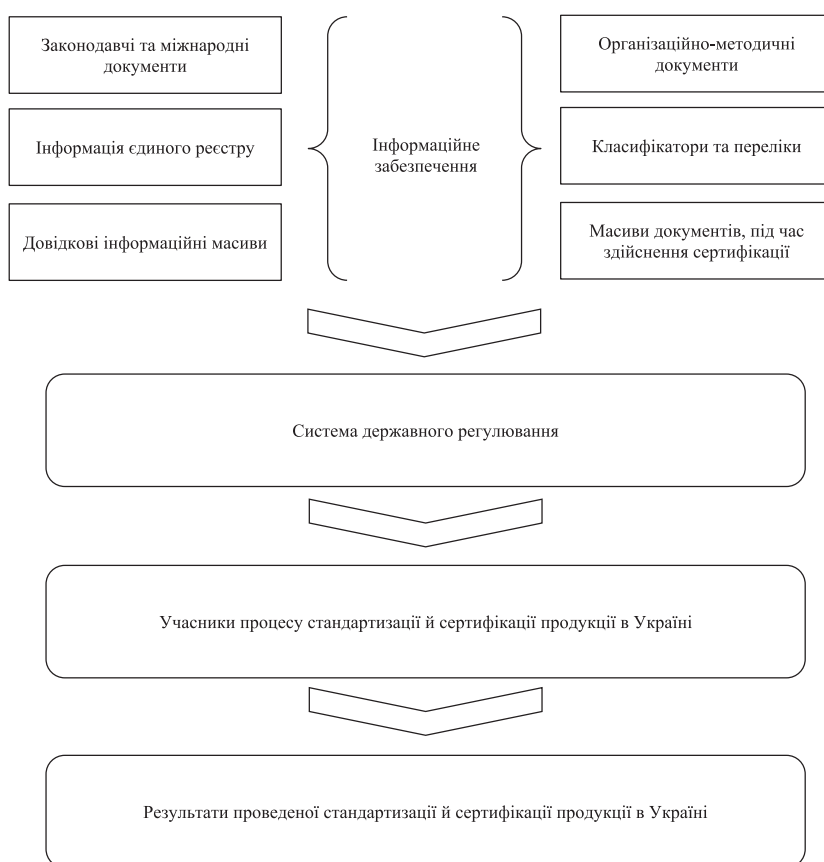 Законодавчі та міжнародні
документи
Інформація єдиного реєстру
Довідкові інформаційні масиви
Інформаційне
забезпечення
Організаційно-методичні
документи
Класифікатори та переліки
Масиви документів, під час
здійснення сертифікації
Система державного регулювання
Учасники процесу стандартизації й сертифікації продукції в Україні
Результати проведеної стандартизації й сертифікації продукції в Україні